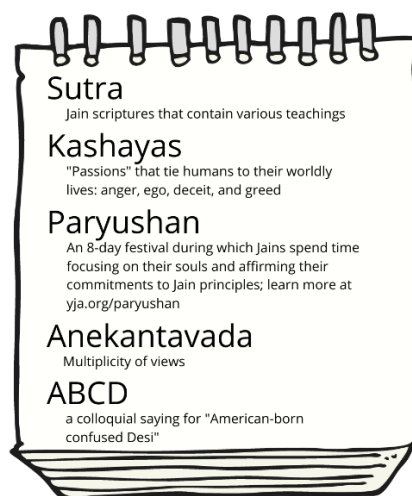 Sutra
Jain scriptures that contain various teachings
Kashayas
"Passions" that tie humans to their worldly
lives: anger, ego, deceit, and greed
Paryushan
An 8-day festival during which Jains spend time
focusing on their souls and affirming their
commitments to Jain principles; learn more at
yja.org/paryushan
Anekantavada
Multiplicity of views
ABCD
a colloquial saying for "American-born
confused Desi"